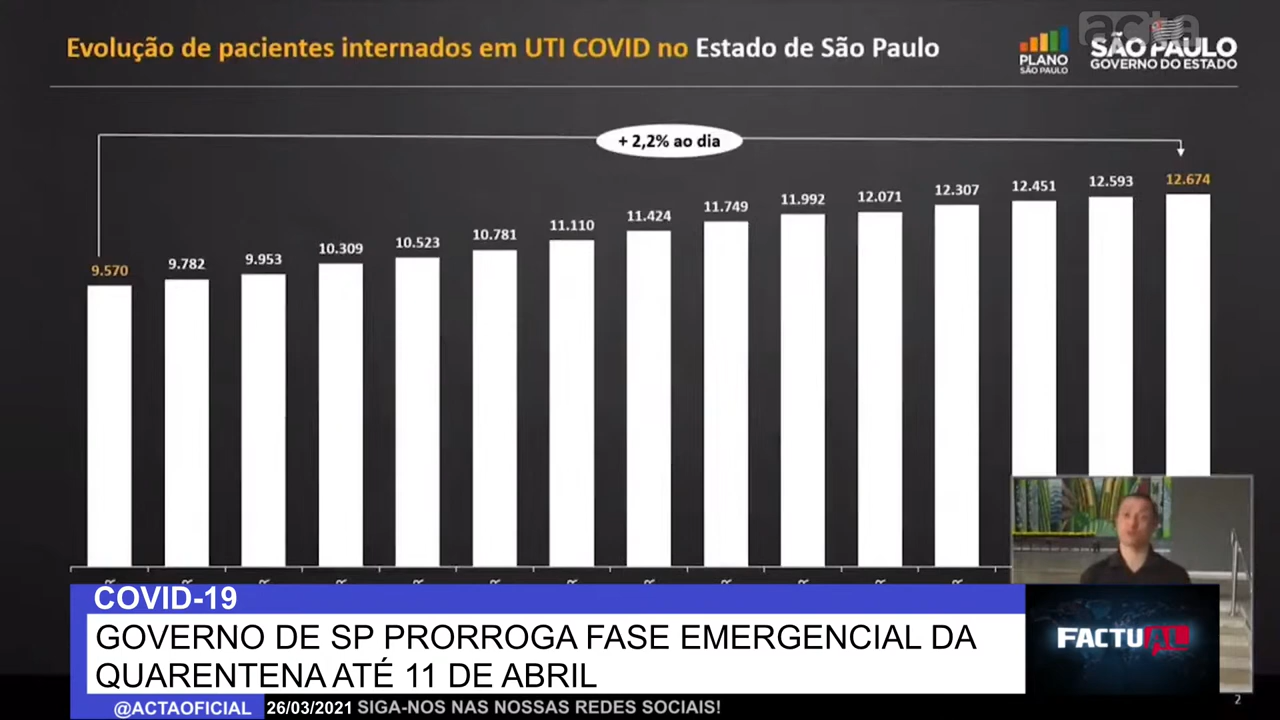 acta
Evolução de pacientes internados em UTI COVID no Estado de São Paulo
PLANO
SÃO PAULO
SÃO PAULO
GOVERNO DO ESTADO
+ 2,2% ao dia
9.570
9.782
9.953
10.309
10.523
10.781
11.110
11.424
11.749
11.992
12.071
12.307
12.451
12.593
12.674
COVID-19
GOVERNO DE SP PRORROGA FASE EMERGENCIAL DA
QUARENTENA ATÉ 11 DE ABRIL
FACTUAL
@ACTAOFICIAL 26/03/2021 SIGA-NOS NAS NOSSAS REDES SOCIAIS!
2